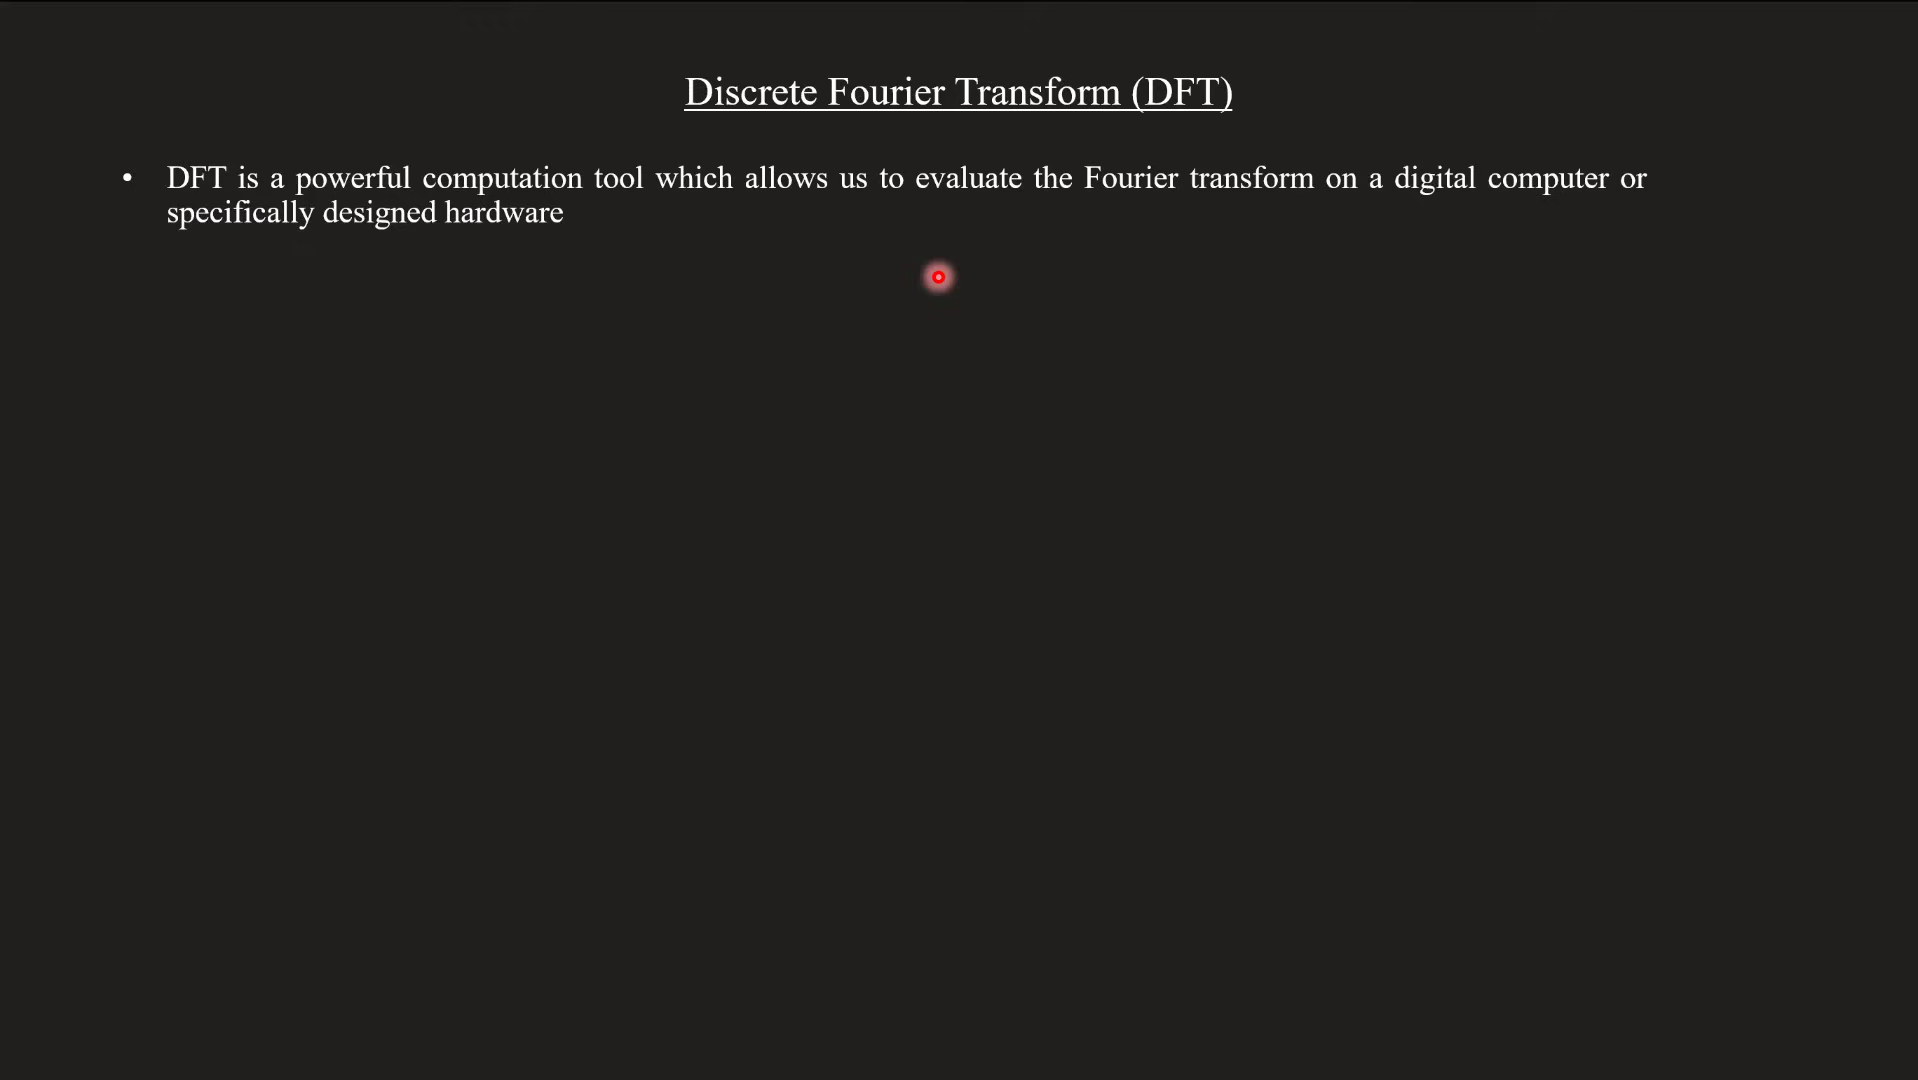 Discrete Fourier Transform (DFT)
• DFT is a powerful computation tool which allows us to evaluate the Fourier transform on a digital computer or
specifically designed hardware